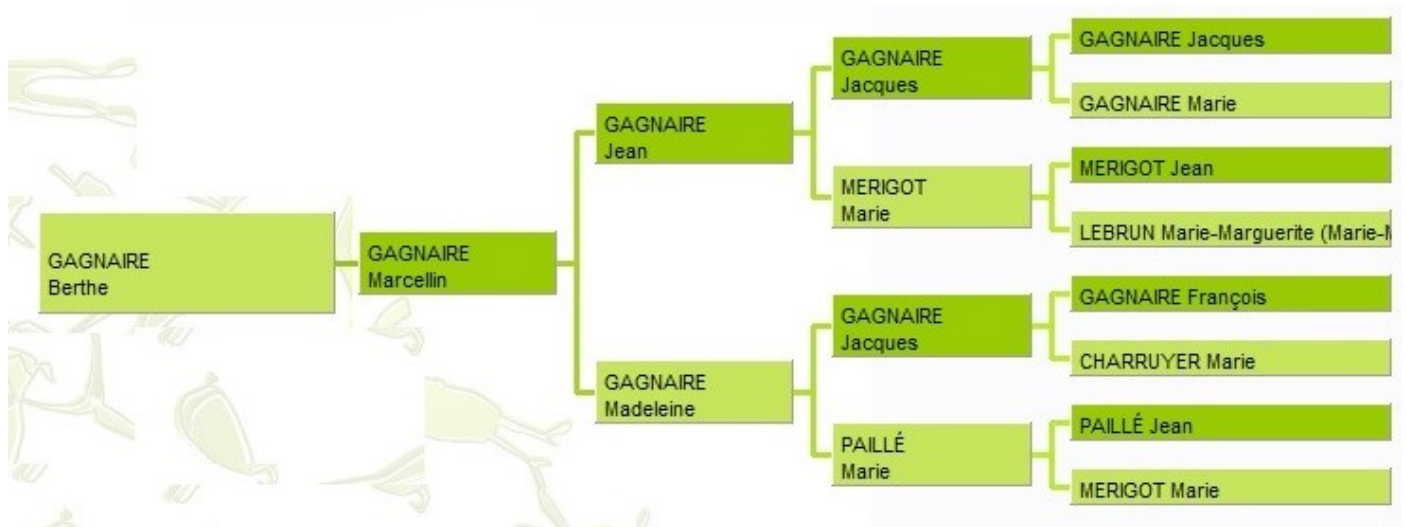 GAGNAIRE
Berthe
GAGNAIRE
Marcellin
GAGNAIRE
Jean
GAGNAIRE
Madeleine
GAGNAIRE
Jacques
MERIGOT
Marie
GAGNAIRE
Jacques
PAILLÉ
Marie
GAGNAIRE Jacques
GAGNAIRE Marie
MERIGOT Jean
LEBRUN Marie-Marguerite (Marie-
GAGNAIRE François
CHARRUYER Marie
PAILLÉ Jean
MERIGOT Marie